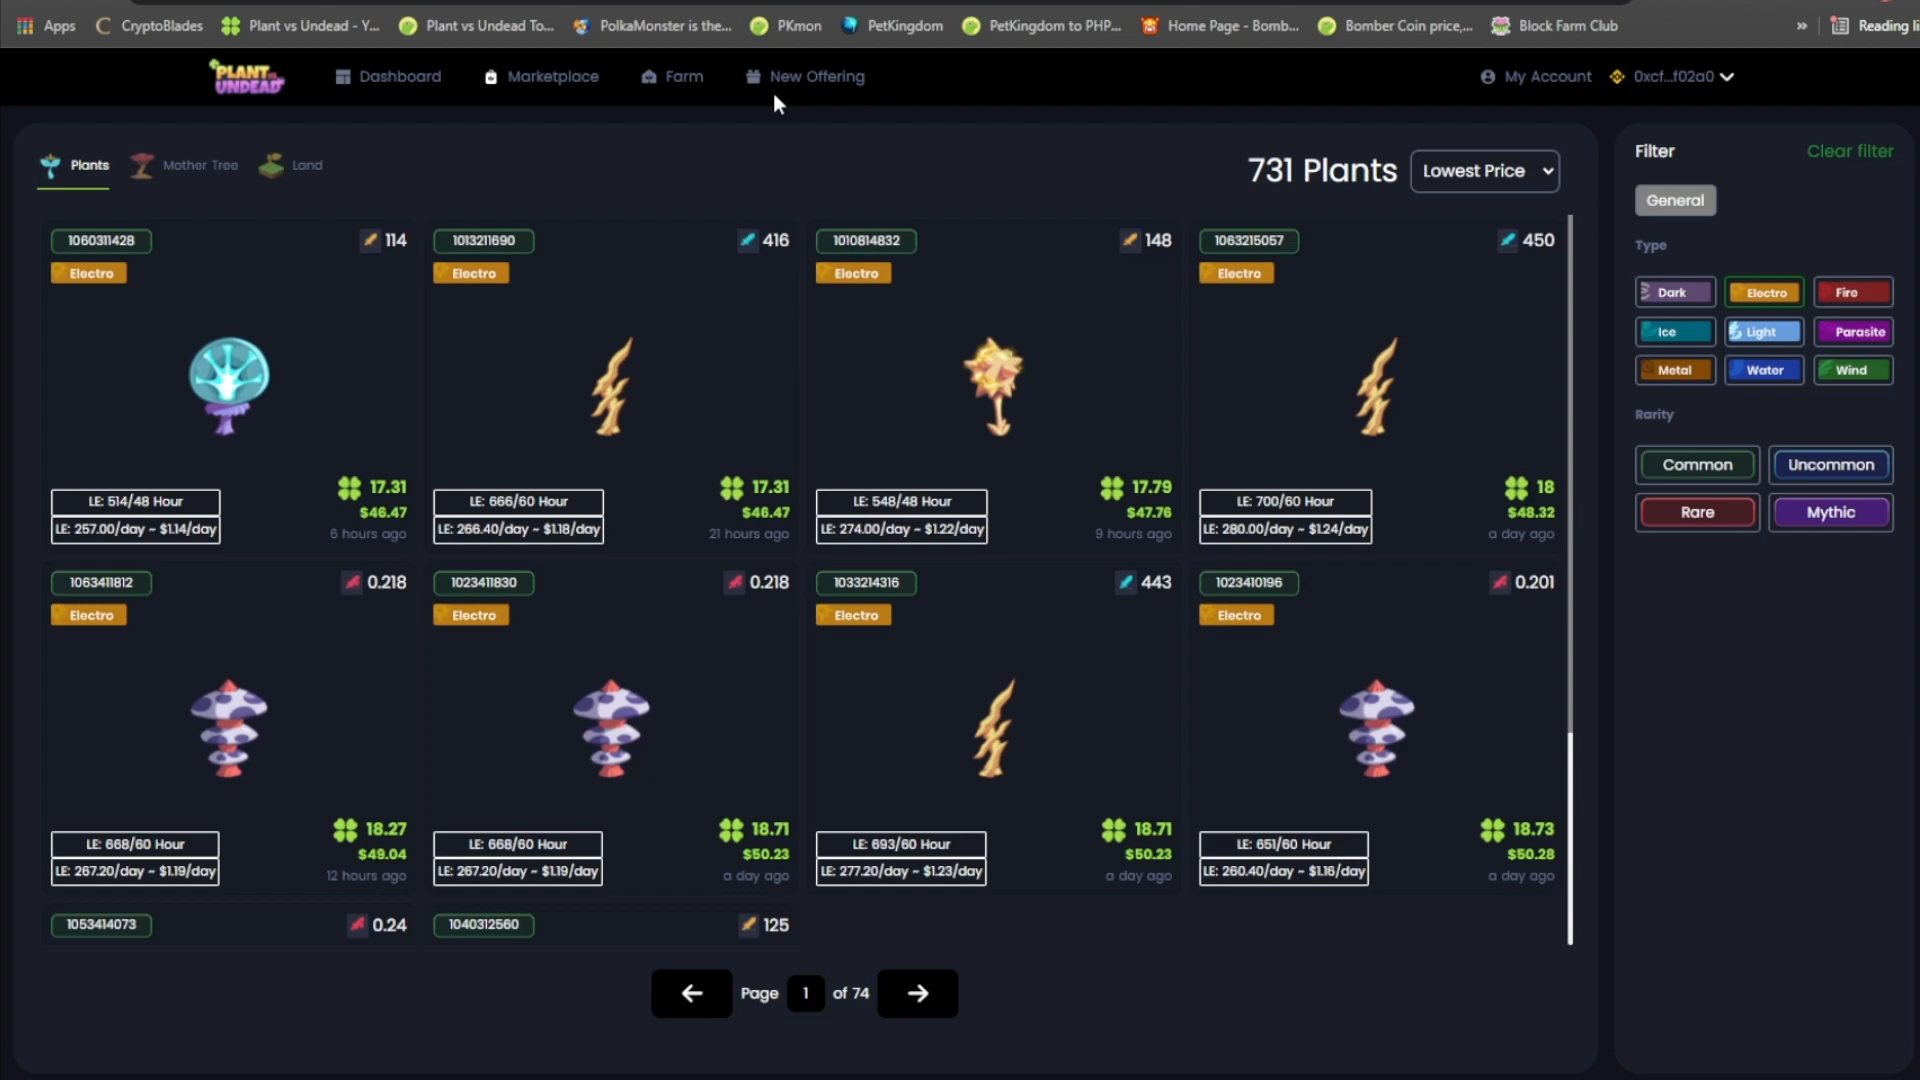 Apps CryptoBlades Plant vs Undead - Y... Plant vs Undead To... PolkaMonster is the... PKmon PetKingdom PetKingdom to PHP... Home Page - Bomb... Bomber Coin price,... Block Farm Club » Reading li
PLANT VS UNDEAD Dashboard Marketplace Farm New Offering My Account 0xcf...f02a0
Plants Mother Tree Land
731 Plants Lowest Price
1060311428 114
Electro
LE: 514/48 Hour
LE: 257.00/day ~ $1.14/day
17.31
$46.47
6 hours ago
1013211690 416
Electro
LE: 666/60 Hour
LE: 266.40/day ~ $1.18/day
17.31
$46.47
21 hours ago
1010814832 148
Electro
LE: 548/48 Hour
LE: 274.00/day ~ $1.22/day
17.79
$47.76
9 hours ago
1063215057 450
Electro
LE: 700/60 Hour
LE: 280.00/day ~ $1.24/day
18
$48.32
a day ago
1063411812 0.218
Electro
LE: 668/60 Hour
LE: 267.20/day ~ $1.19/day
18.27
$49.04
12 hours ago
1023411830 0.218
Electro
LE: 668/60 Hour
LE: 267.20/day ~ $1.19/day
18.71
$50.23
a day ago
1033214316 443
Electro
LE: 693/60 Hour
LE: 277.20/day ~ $1.23/day
18.71
$50.23
a day ago
1023410196 0.201
Electro
LE: 651/60 Hour
LE: 260.40/day ~ $1.16/day
18.73
$50.28
a day ago
1053414073 0.24
1040312560 125
Page 1 of 74
Filter Clear filter
General
Type
Dark Electro Fire
Ice Light Parasite
Metal Water Wind
Rarity
Common Uncommon
Rare Mythic